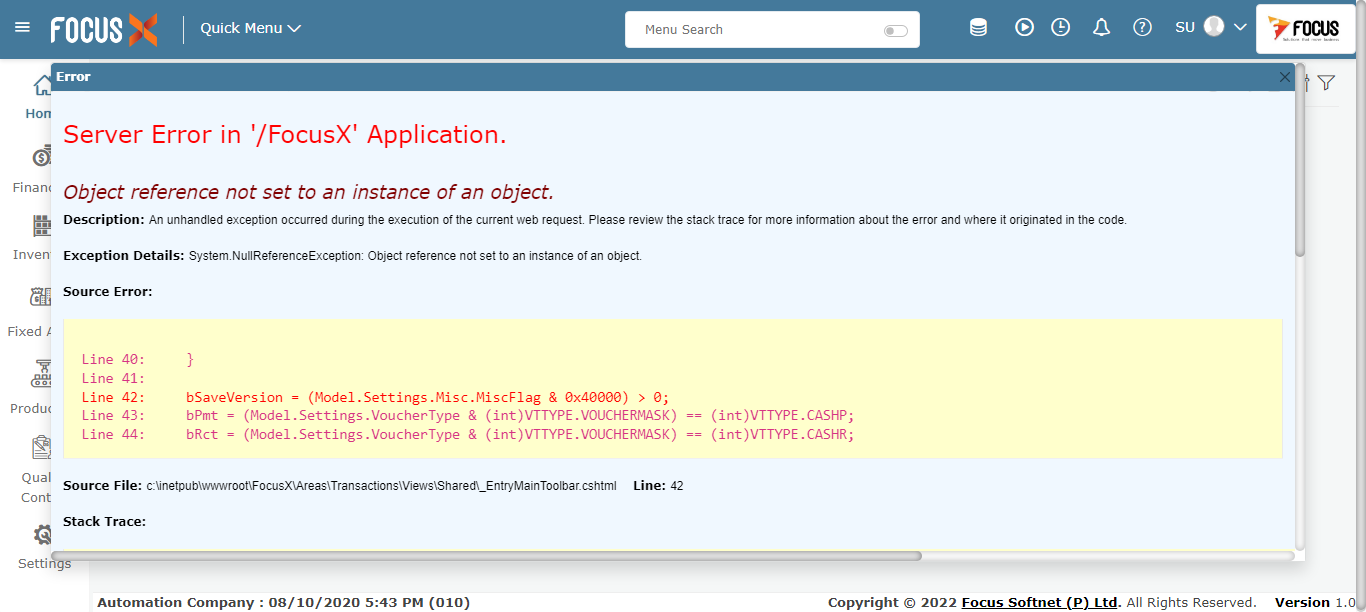 FOCUS X
Quick Menu
Menu Search
SU
FOCUS
Error
Home
Server Error in '/FocusX' Application.
Object reference not set to an instance of an object.
Description: An unhandled exception occurred during the execution of the current web request. Please review the stack trace for more information about the error and where it originated in the code.
Exception Details: System.NullReferenceException: Object reference not set to an instance of an object.
Source Error:
Line 40:     }
Line 41:
Line 42:     bSaveVersion = (Model.Settings.Misc.MiscFlag & 0x40000) > 0;
Line 43:     bPmt = (Model.Settings.VoucherType & (int)VTTYPE.VOUCHERMASK) == (int)VTTYPE.CASHP;
Line 44:     bRct = (Model.Settings.VoucherType & (int)VTTYPE.VOUCHERMASK) == (int)VTTYPE.CASHR;
Source File: c:\inetpub\wwwroot\FocusX\Areas\Transactions\Views\Shared\_EntryMainToolbar.cshtml    Line: 42
Stack Trace:
Financ
Inven
Fixed A
Produc
Qual
Cont
Settings
Automation Company : 08/10/2020 5:43 PM (010)
Copyright © 2022 Focus Softnet (P) Ltd. All Rights Reserved.
Version 1.0